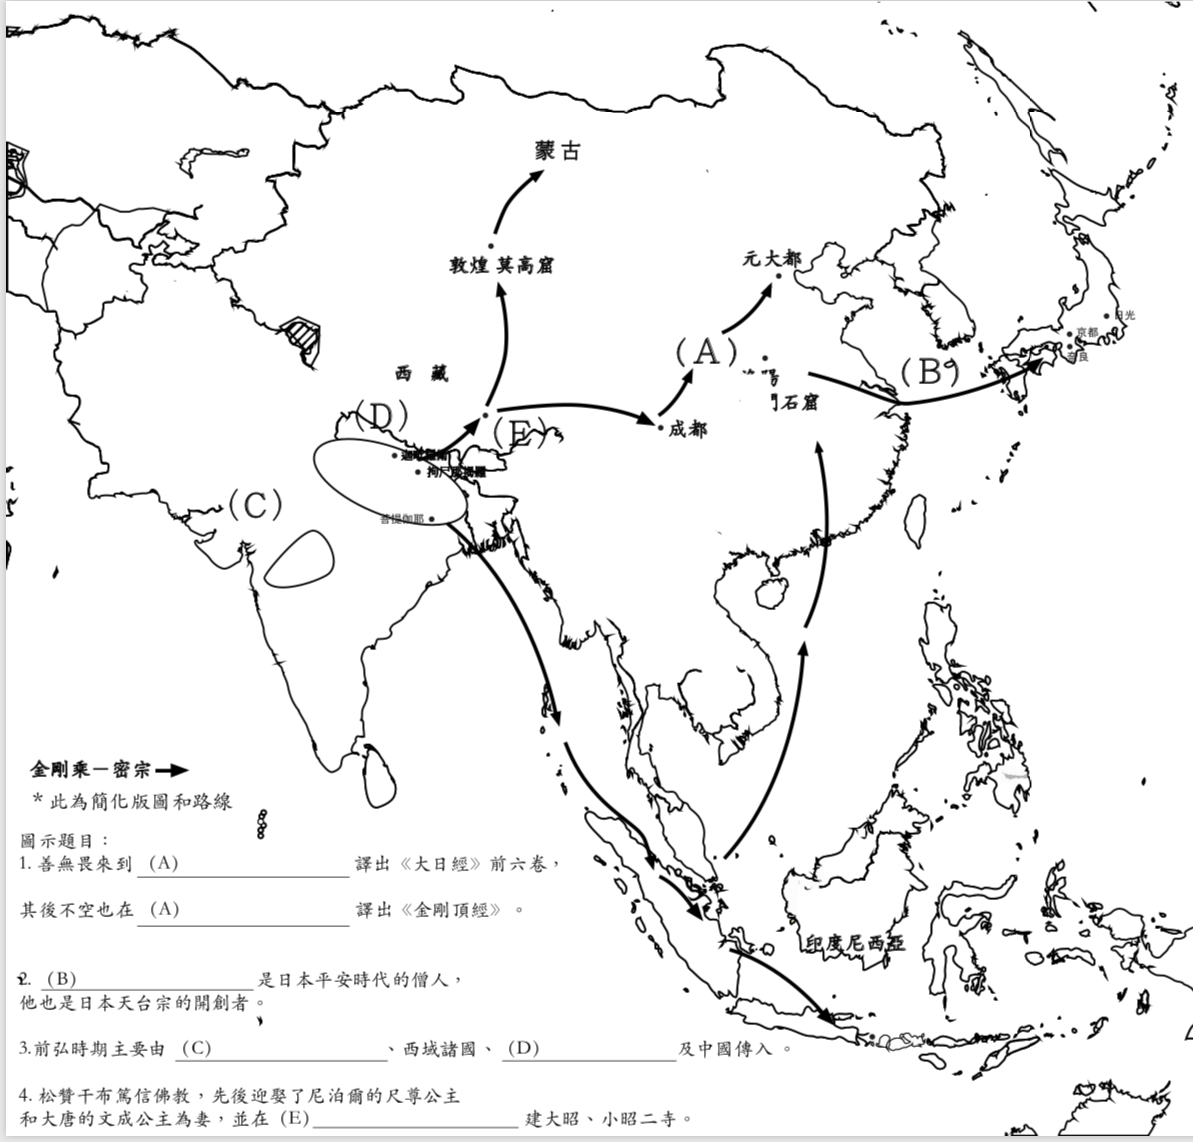 蒙古
敦煌 莫高窟
元大都
日光
京都
奈良
(A)
(B)
石窟
西 藏
(D)
(E)
成都
拘尸那揭羅
(C)
菩提伽耶
金剛乘－密宗
* 此為簡化版圖和路線
印度尼西亞
圖示題目：
1. 善無畏來到 (A) 譯出《大日經》前六卷，
其後不空也在 (A) 譯出《金剛頂經》。
2. (B) 是日本平安時代的僧人，
他也是日本天台宗的開創者。
3.前弘時期主要由 (C) 、西域諸國、 (D) 及中國傳入。
4. 松贊干布篤信佛教，先後迎娶了尼泊爾的尺尊公主
和大唐的文成公主為妻，並在 (E) 建大昭、小昭二寺。